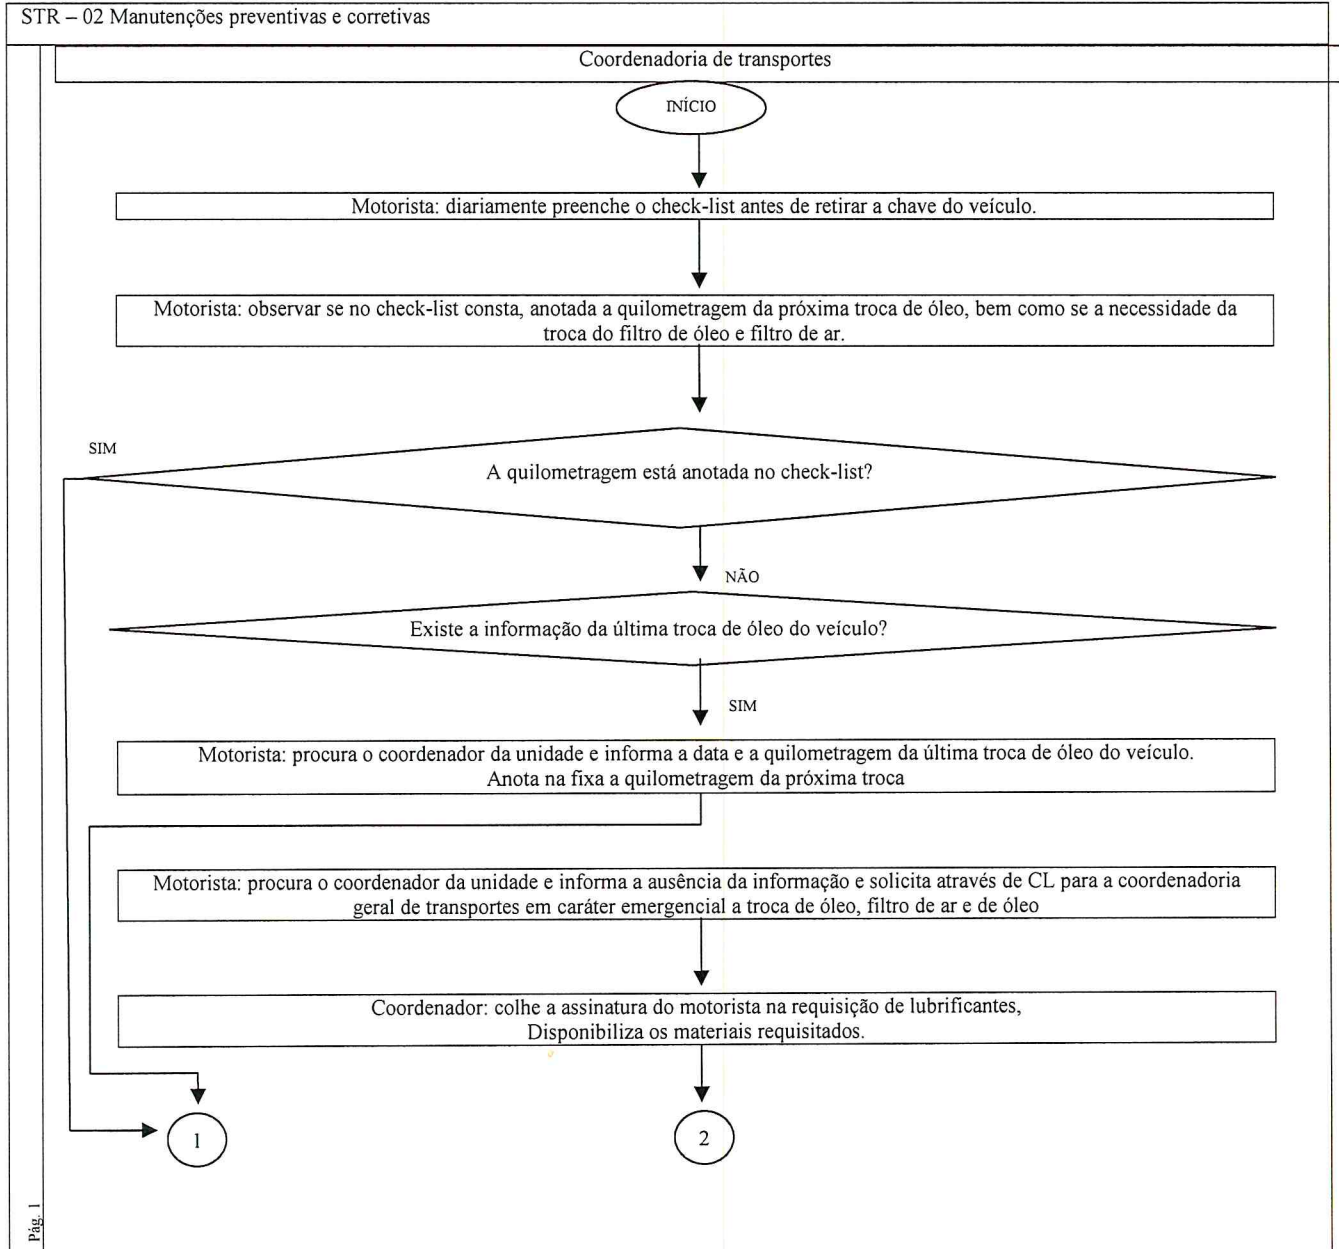 STR – 02 Manutenções preventivas e corretivas
Coordenadoria de transportes
INÍCIO
Motorista: diariamente preenche o check-list antes de retirar a chave do veículo.
Motorista: observar se no check-list consta, anotada a quilometragem da próxima troca de óleo, bem como se a necessidade da
troca do filtro de óleo e filtro de ar.
SIM
A quilometragem está anotada no check-list?
NÃO
Existe a informação da última troca de óleo do veículo?
SIM
Motorista: procura o coordenador da unidade e informa a data e a quilometragem da última troca de óleo do veículo.
Anota na fixa a quilometragem da próxima troca
Motorista: procura o coordenador da unidade e informa a ausência da informação e solicita através de CL para a coordenadoria
geral de transportes em caráter emergencial a troca de óleo, filtro de ar e de óleo
Coordenador: colhe a assinatura do motorista na requisição de lubrificantes,
Disponibiliza os materiais requisitados.
1
2
Pág. 1